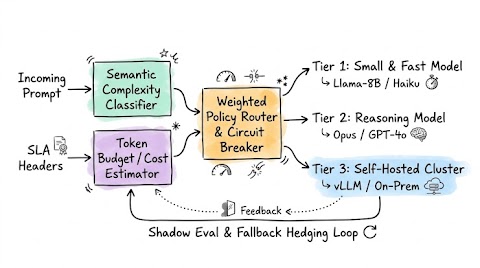 Incoming
Prompt
Semantic
Complexity
Classifier
SLA
Headers
Token
Budget / Cost
Estimator
Weighted
Policy Router
& Circuit
Breaker
Tier 1: Small & Fast Model
Llama-8B / Haiku
Tier 2: Reasoning Model
Opus / GPT-4o
Tier 3: Self-Hosted Cluster
vLLM / On-Prem
Feedback
Shadow Eval & Fallback Hedging Loop